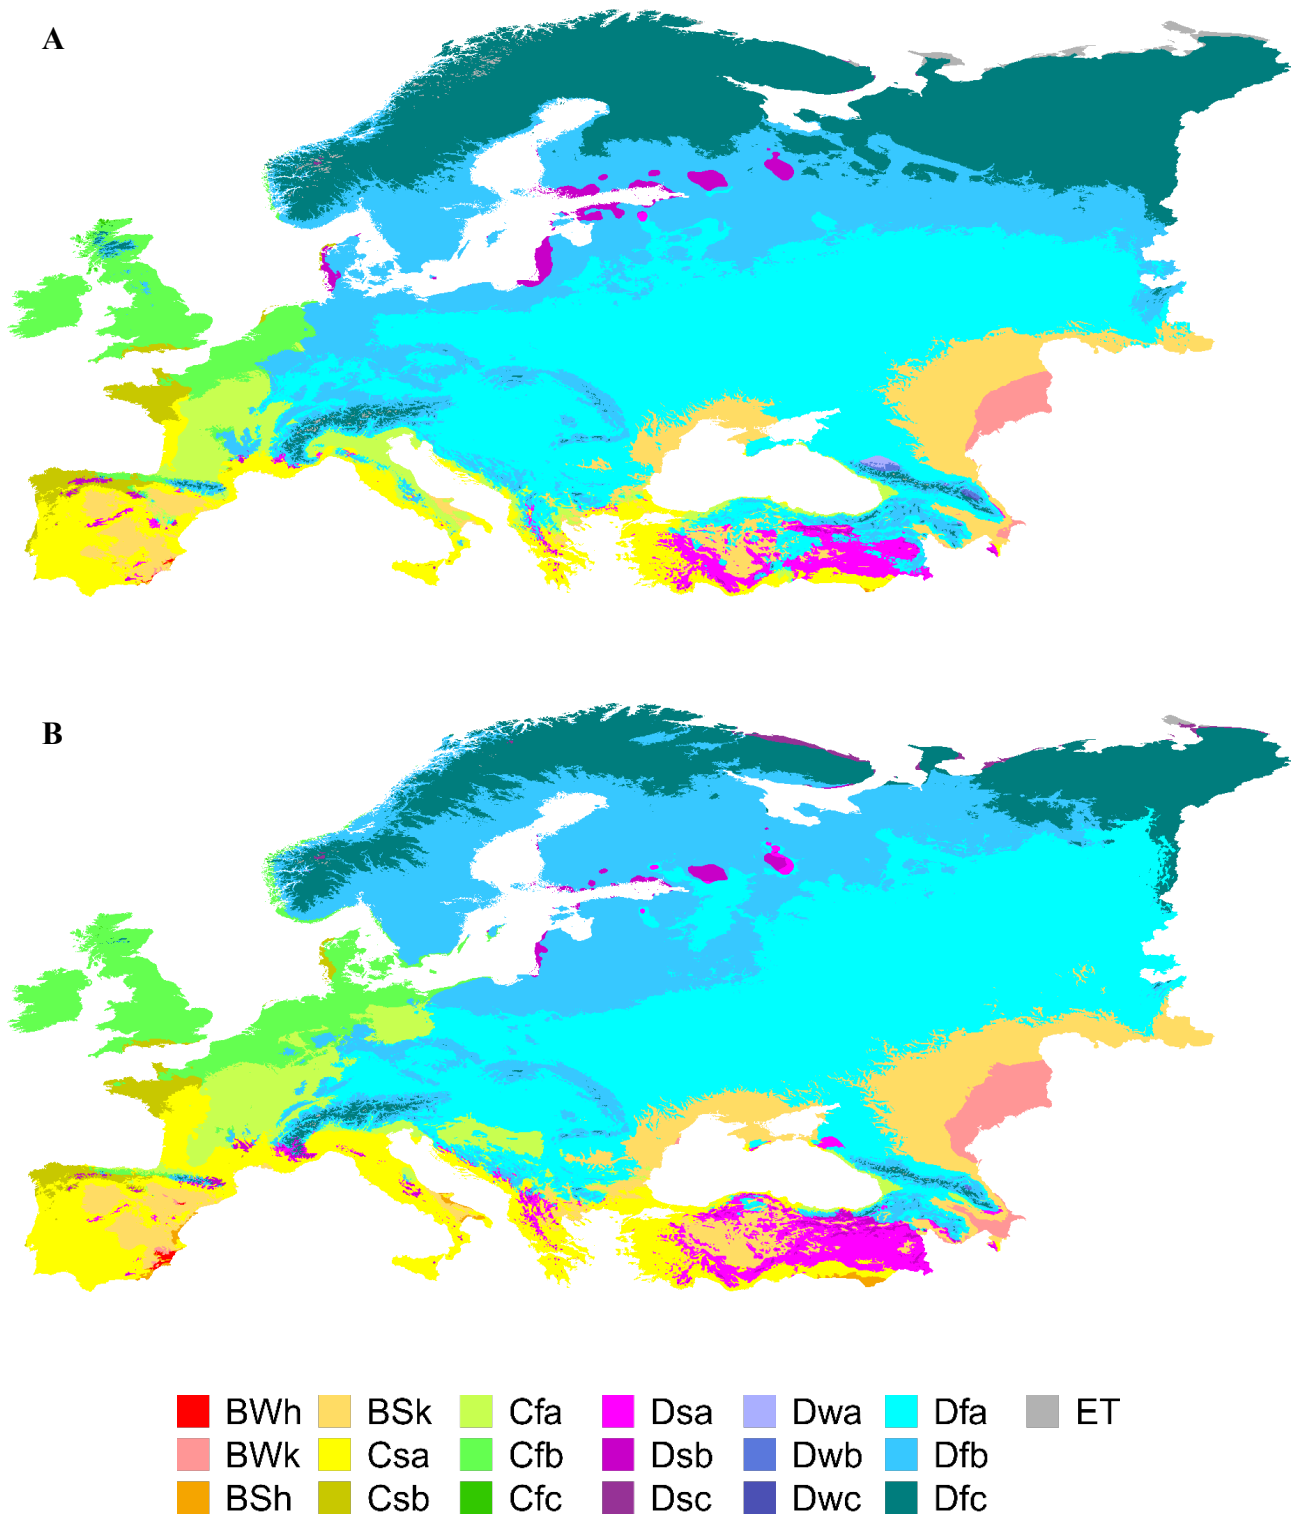 A
B
BWh BSk Cfa Dsa Dwa Dfa ET
BWk Csa Cfb Dsb Dwb Dfb
BSh Csb Cfc Dsc Dwc Dfc